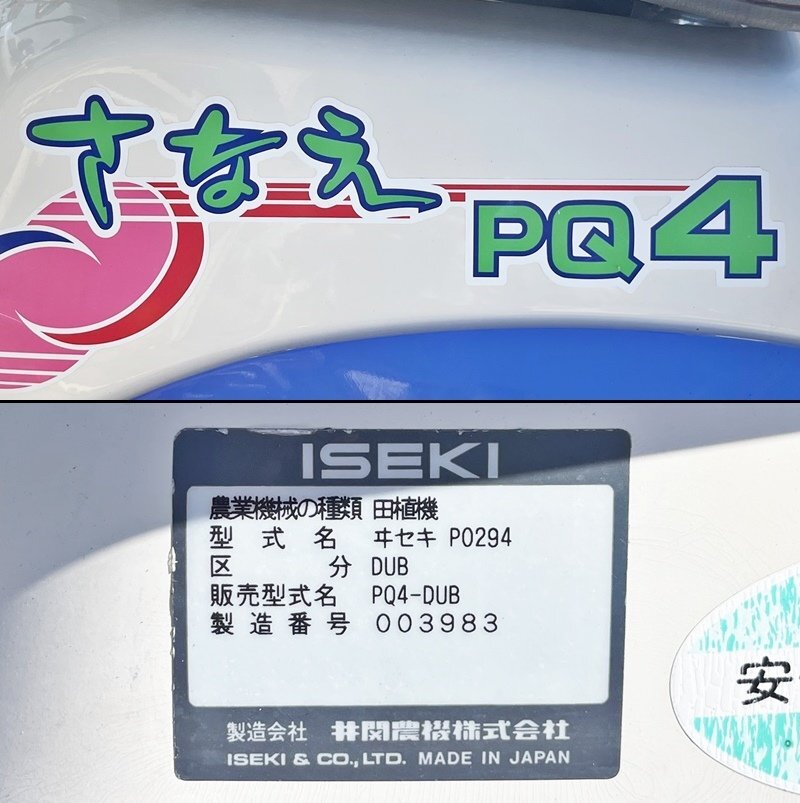 さなえ
PQ4
ISEKI
農業機械の種類 田植機
型式名 ヰセキ PO294
区分 DUB
販売型式名 PQ4-DUB
製造番号 003983
製造会社 井関農機株式会社
ISEKI & CO.,LTD. MADE IN JAPAN
安